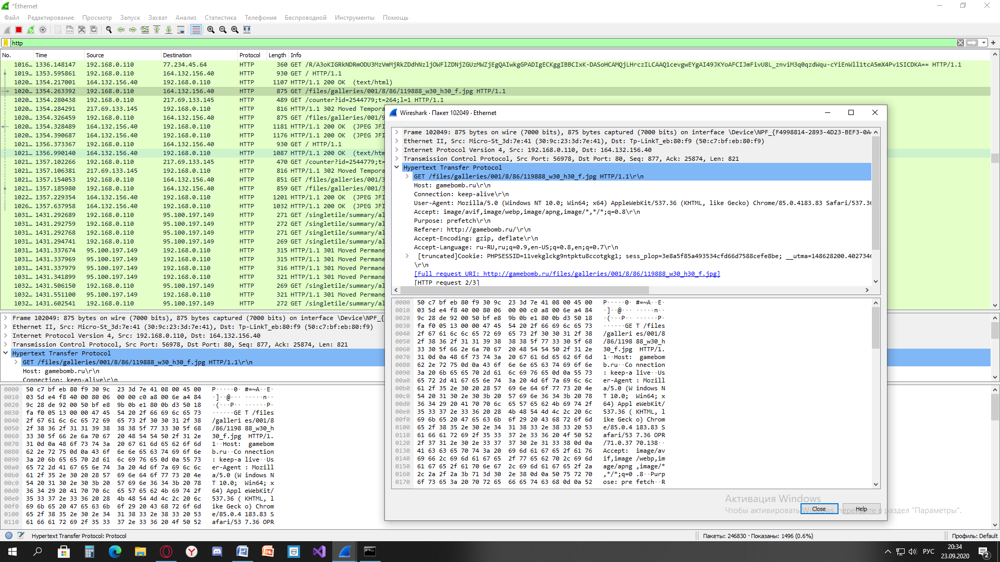 *Ethernet
Файл Редактирование Просмотр Запуск Захват Анализ Статистика Телефония Беспроводной Инструменты Помощь
http
No. Time Source Destination Protocol Length Info
1016… 1336.148147 192.168.0.110 77.234.45.64 HTTP 360 GET
1019… 1353.595861 192.168.0.110 164.132.156.40 HTTP 930 GET / HTTP/1.1
1020… 1354.217001 164.132.156.40 192.168.0.110 HTTP 1107 HTTP/1.1 200 OK (text/html)
1020… 1354.263392 192.168.0.110 164.132.156.40 HTTP 875 GET /files/galleries/001/8/86/119888_w30_h30_f.jpg HTTP/1.1
1020… 1354.280438 192.168.0.110 217.69.133.145 HTTP 489 GET /counter?id=2544779;t=264;l=1 HTTP/1.1
1020… 1354.284291 217.69.133.145 192.168.0.110 HTTP 816 HTTP/1.1 302 Moved Tempora
1020… 1354.326459 192.168.0.110 164.132.156.40 HTTP 875 GET /files/galleries/001/9
1020… 1354.328489 164.132.156.40 192.168.0.110 HTTP 1181 HTTP/1.1 200 OK (JPEG JFI
1020… 1354.390687 164.132.156.40 192.168.0.110 HTTP 1176 HTTP/1.1 200 OK (JPEG JFI
1021… 1356.373367 192.168.0.110 164.132.156.40 HTTP 930 GET / HTTP/1.1
1021… 1356.990140 164.132.156.40 192.168.0.110 HTTP 1087 HTTP/1.1 200 OK (text/htm
1021… 1357.102266 192.168.0.110 217.69.133.145 HTTP 470 GET /counter?id=2544779;t=
1021… 1357.106381 217.69.133.145 192.168.0.110 HTTP 816 HTTP/1.1 302 Moved Tempora
1021… 1357.154053 192.168.0.110 164.132.156.40 HTTP 851 GET /files/galleries/001/3
1021… 1357.185980 192.168.0.110 164.132.156.40 HTTP 859 GET /files/galleries/001/3
1022… 1357.229354 164.132.156.40 192.168.0.110 HTTP 1201 HTTP/1.1 200 OK (JPEG JFI
1026… 1357.637958 164.132.156.40 192.168.0.110 HTTP 1032 HTTP/1.1 200 OK (JPEG JFI
1031… 1431.292689 192.168.0.110 95.100.197.149 HTTP 271 GET /singletile/summary/al
1031… 1431.292759 192.168.0.110 95.100.197.149 HTTP 272 GET /singletile/summary/al
1031… 1431.292768 192.168.0.110 95.100.197.149 HTTP 271 GET /singletile/summary/al
1031… 1431.294741 192.168.0.110 95.100.197.149 HTTP 269 GET /singletile/summary/al
1031… 1431.337674 95.100.197.149 192.168.0.110 HTTP 315 HTTP/1.1 301 Moved Permane
1031… 1431.337969 95.100.197.149 192.168.0.110 HTTP 315 HTTP/1.1 301 Moved Permane
1031… 1431.337979 95.100.197.149 192.168.0.110 HTTP 316 HTTP/1.1 301 Moved Permane
1031… 1431.341899 95.100.197.149 192.168.0.110 HTTP 321 HTTP/1.1 301 Moved Permane
1032… 1431.506150 192.168.0.110 95.100.197.149 HTTP 269 GET /singletile/summary/al
1032… 1431.551100 95.100.197.149 192.168.0.110 HTTP 321 HTTP/1.1 301 Moved Permane
1032… 1431.602541 192.168.0.110 95.100.197.149 HTTP 272 GET /singletile/summary/al
Frame 102049: 875 bytes on wire (7000 bits), 875 bytes captured (7000 bits) on interface \Device\NPF_{
Ethernet II, Src: Micro-St_3d:7e:41 (30:9c:23:3d:7e:41), Dst: Tp-LinkT_eb:80:f9 (50:c7:bf:eb:80:f9)
Internet Protocol Version 4, Src: 192.168.0.110, Dst: 164.132.156.40
Transmission Control Protocol, Src Port: 56978, Dst Port: 80, Seq: 877, Ack: 25874, Len: 821
Hypertext Transfer Protocol
GET /files/galleries/001/8/86/119888_w30_h30_f.jpg HTTP/1.1\r\n
Host: gamebomb.ru\r\n
Connection: keep-alive\r\n
0000 50 c7 bf eb 80 f9 30 9c 23 3d 7e 41 08 00 45 00 P·····0· #=~A··E·
0010 03 5d e4 f8 40 00 80 06 00 00 c0 a8 00 6e a4 84 ·]··@··· ·····n··
0020 9c 28 de 92 00 50 bf e8 9b 0b e1 80 0b d3 50 18 ·(···P·· ······P·
0030 fa f0 05 13 00 00 47 45 54 20 2f 66 69 6c 65 73 ······GE T /files
0040 2f 67 61 6c 6c 65 72 69 65 73 2f 30 30 31 2f 38 /galleri es/001/8
0050 2f 38 36 2f 31 31 39 38 38 38 5f 77 33 30 5f 68 /86/1198 88_w30_h
0060 33 30 5f 66 2e 6a 70 67 20 48 54 54 50 2f 31 2e 30_f.jpg HTTP/1.
0070 31 0d 0a 48 6f 73 74 3a 20 67 61 6d 65 62 6f 6d 1··Host: gamebom
0080 62 2e 72 75 0d 0a 43 6f 6e 6e 65 63 74 69 6f 6e b.ru··Co nnection
0090 3a 20 6b 65 65 70 2d 61 6c 69 76 65 0d 0a 55 73 : keep-a live··Us
00a0 65 72 2d 41 67 65 6e 74 3a 20 4d 6f 7a 69 6c 6c er-Agent : Mozill
00b0 61 2f 35 2e 30 20 28 57 69 6e 64 6f 77 73 20 4e a/5.0 (W indows N
00c0 54 20 31 30 2e 30 3b 20 57 69 6e 36 34 3b 20 78 T 10.0; Win64; x
00d0 36 34 29 20 41 70 70 6c 65 57 65 62 4b 69 74 2f 64) Appl eWebKit/
00e0 35 33 37 2e 33 36 20 28 4b 48 54 4d 4c 2c 20 6c 537.36 ( KHTML, l
00f0 69 6b 65 20 47 65 63 6b 6f 29 20 43 68 72 6f 6d ike Geck o) Chrom
0100 65 2f 38 35 2e 30 2e 34 31 38 33 2e 38 33 20 53 e/85.0.4 183.83 S
0110 61 66 61 72 69 2f 35 33 37 2e 33 36 20 4f 50 52 afari/53 7.36 OPR
Wireshark · Пакет 102049 · Ethernet
Frame 102049: 875 bytes on wire (7000 bits), 875 bytes captured (7000 bits) on interface \Device\NPF_{F4998814-2893-4D23-BEF3-0A
Ethernet II, Src: Micro-St_3d:7e:41 (30:9c:23:3d:7e:41), Dst: Tp-LinkT_eb:80:f9 (50:c7:bf:eb:80:f9)
Internet Protocol Version 4, Src: 192.168.0.110, Dst: 164.132.156.40
Transmission Control Protocol, Src Port: 56978, Dst Port: 80, Seq: 877, Ack: 25874, Len: 821
Hypertext Transfer Protocol
GET /files/galleries/001/8/86/119888_w30_h30_f.jpg HTTP/1.1\r\n
Host: gamebomb.ru\r\n
Connection: keep-alive\r\n
User-Agent: Mozilla/5.0 (Windows NT 10.0; Win64; x64) AppleWebKit/537.36 (KHTML, like Gecko) Chrome/85.0.4183.83 Safari/537.36
Accept: image/avif,image/webp,image/apng,image/*,*/*;q=0.8\r\n
Purpose: prefetch\r\n
Referer: http://gamebomb.ru/\r\n
Accept-Encoding: gzip, deflate\r\n
Accept-Language: ru-RU,ru;q=0.9,en-US;q=0.8,en;q=0.7\r\n
[truncated]Cookie: PHPSESSID=11vekglckg9ntpktu8ccotgkg1; sess_plop=3e8a5f85a493534cfd66d7588cefe8be; __utma=148628200.4027346
\r\n
[Full request URI: http://gamebomb.ru/files/galleries/001/8/86/119888_w30_h30_f.jpg]
[HTTP request 2/3]
0000 50 c7 bf eb 80 f9 30 9c 23 3d 7e 41 08 00 45 00 P·····0· #=~A··E·
0010 03 5d e4 f8 40 00 80 06 00 00 c0 a8 00 6e a4 84 ·]··@··· ·····n··
0020 9c 28 de 92 00 50 bf e8 9b 0b e1 80 0b d3 50 18 ·(···P·· ······P·
0030 fa f0 05 13 00 00 47 45 54 20 2f 66 69 6c 65 73 ······GE T /files
0040 2f 67 61 6c 6c 65 72 69 65 73 2f 30 30 31 2f 38 /galleri es/001/8
0050 2f 38 36 2f 31 31 39 38 38 38 5f 77 33 30 5f 68 /86/1198 88_w30_h
0060 33 30 5f 66 2e 6a 70 67 20 48 54 54 50 2f 31 2e 30_f.jpg HTTP/1.
0070 31 0d 0a 48 6f 73 74 3a 20 67 61 6d 65 62 6f 6d 1··Host: gamebom
0080 62 2e 72 75 0d 0a 43 6f 6e 6e 65 63 74 69 6f 6e b.ru··Co nnection
0090 3a 20 6b 65 65 70 2d 61 6c 69 76 65 0d 0a 55 73 : keep-a live··Us
00a0 65 72 2d 41 67 65 6e 74 3a 20 4d 6f 7a 69 6c 6c er-Agent : Mozill
00b0 61 2f 35 2e 30 20 28 57 69 6e 64 6f 77 73 20 4e a/5.0 (W indows N
00c0 54 20 31 30 2e 30 3b 20 57 69 6e 36 34 3b 20 78 T 10.0; Win64; x
00d0 36 34 29 20 41 70 70 6c 65 57 65 62 4b 69 74 2f 64) Appl eWebKit/
00e0 35 33 37 2e 33 36 20 28 4b 48 54 4d 4c 2c 20 6c 537.36 ( KHTML, l
00f0 69 6b 65 20 47 65 63 6b 6f 29 20 43 68 72 6f 6d ike Geck o) Chrom
0100 65 2f 38 35 2e 30 2e 34 31 38 33 2e 38 33 20 53 e/85.0.4 183.83 S
0110 61 66 61 72 69 2f 35 33 37 2e 33 36 20 4f 50 52 afari/53 7.36 OPR
0120 2f 37 31 2e 30 2e 33 37 37 30 2e 31 33 38 0d 0a /71.0.37 70.138··
0130 41 63 63 65 70 74 3a 20 69 6d 61 67 65 2f 61 76 Accept: image/av
0140 69 66 2c 69 6d 61 67 65 2f 77 65 62 70 2c 69 6d if,image /webp,im
0150 61 67 65 2f 61 70 6e 67 2c 69 6d 61 67 65 2f 2a age/apng ,image/*
0160 2c 2a 2f 2a 3b 71 3d 30 2e 38 0d 0a 50 75 72 70 ,*/*;q=0 .8··Purp
0170 6f 73 65 3a 20 70 72 65 66 65 74 63 68 0d 0a 52 ose: pre fetch··R
Активация Windows
Чтобы активировать Windows, перейдите в раздел "Параметры".
Close Help
Hypertext Transfer Protocol: Protocol
Пакеты: 246830 · Показаны: 1496 (0.6%)
Профиль: Default
РУС
20:34
23.09.2020
2